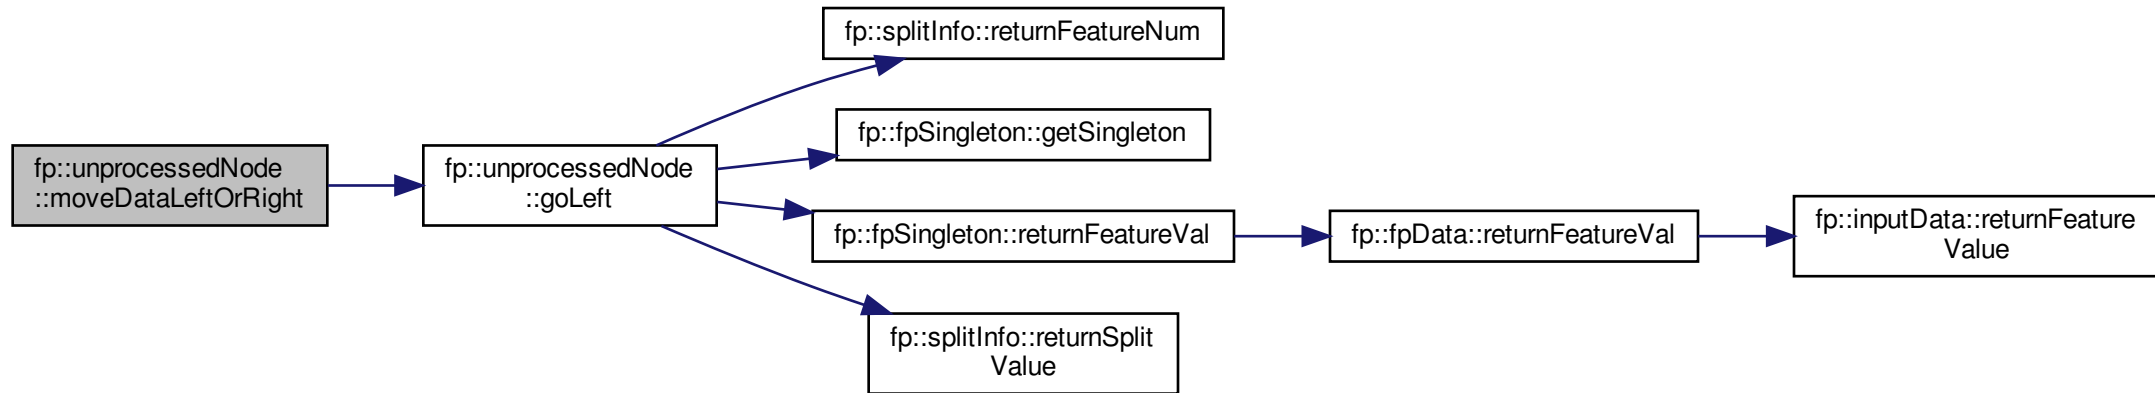 fp::unprocessedNode
::moveDataLeftOrRight
fp::unprocessedNode
::goLeft
fp::splitInfo::returnFeatureNum
fp::fpSingleton::getSingleton
fp::fpSingleton::returnFeatureVal
fp::splitInfo::returnSplit
Value
fp::fpData::returnFeatureVal
fp::inputData::returnFeature
Value